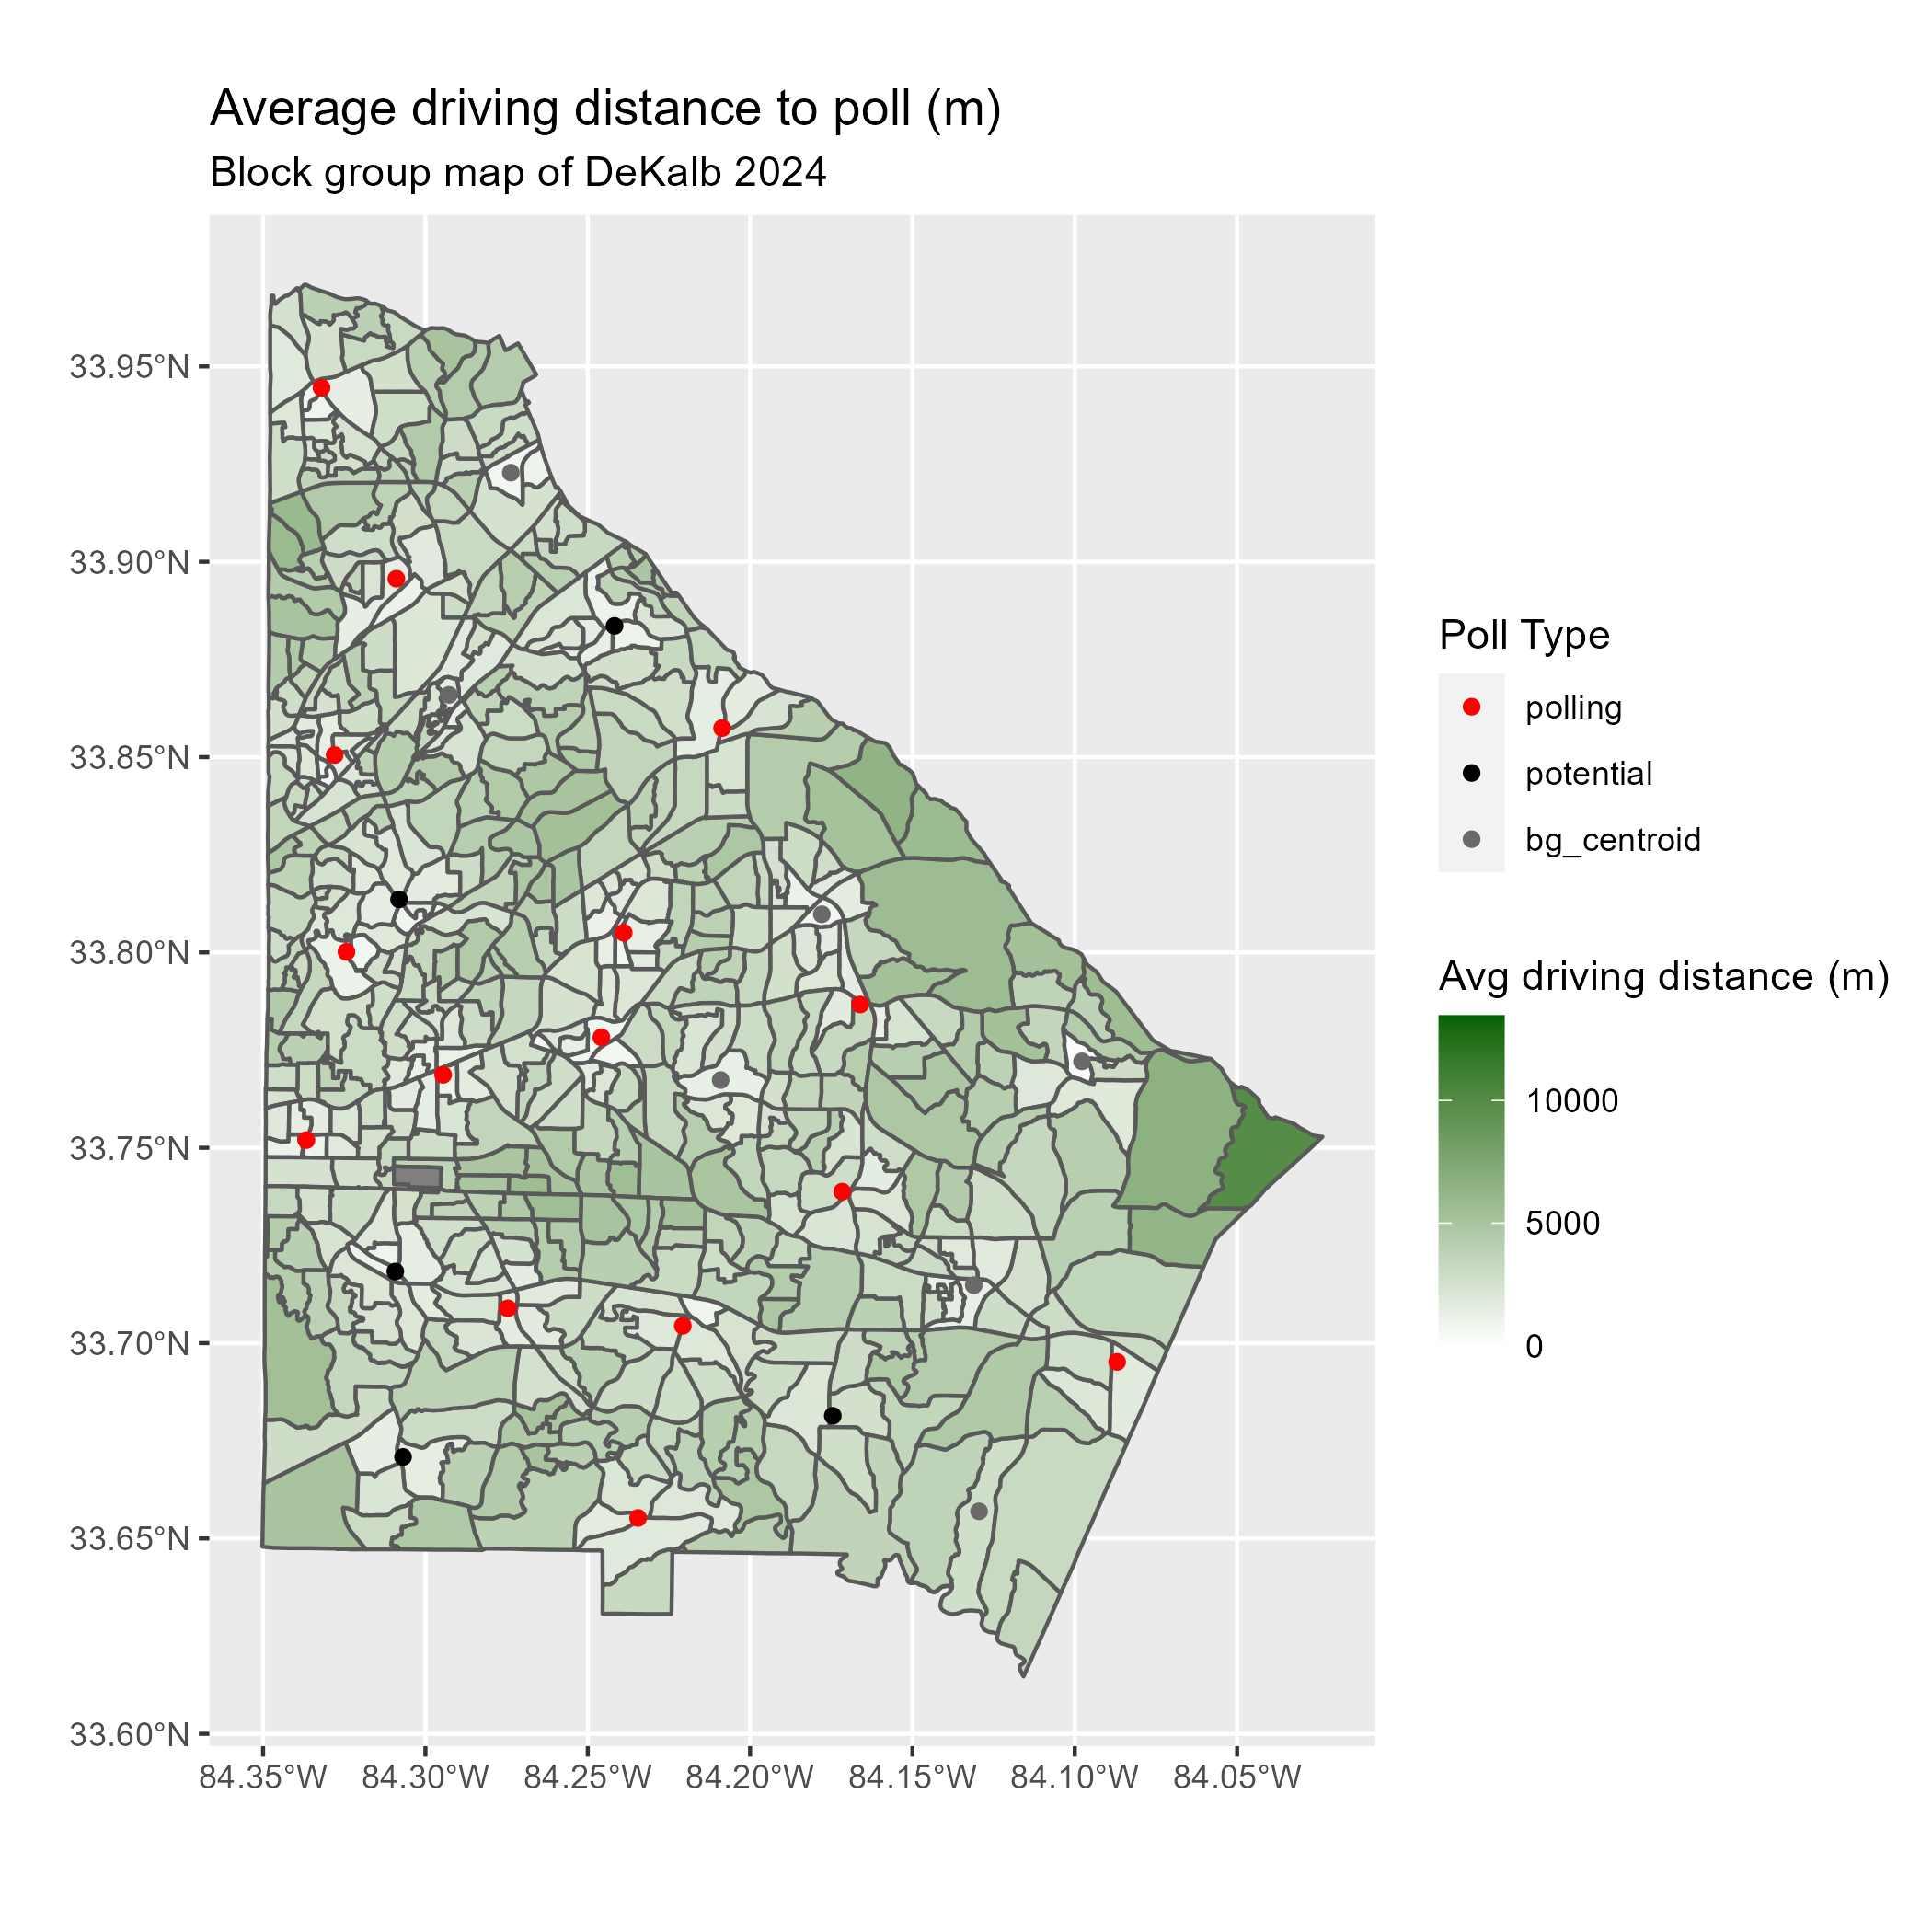 Average driving distance to poll (m)
Block group map of DeKalb 2024
33.95°N
33.90°N
33.85°N
33.80°N
33.75°N
33.70°N
33.65°N
33.60°N
84.35°W 84.30°W 84.25°W 84.20°W 84.15°W 84.10°W 84.05°W
Poll Type
polling
potential
bg_centroid
Avg driving distance (m)
10000
5000
0